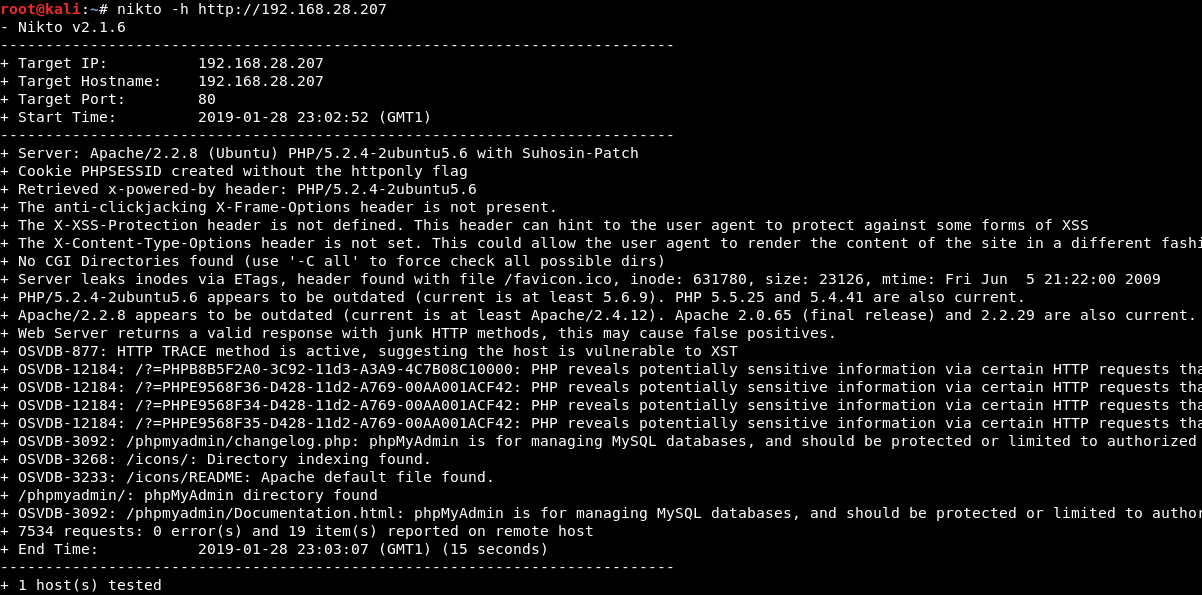 root@kali:~# nikto -h http://192.168.28.207
- Nikto v2.1.6
---------------------------------------------------------------------------
+ Target IP:          192.168.28.207
+ Target Hostname:    192.168.28.207
+ Target Port:        80
+ Start Time:         2019-01-28 23:02:52 (GMT1)
---------------------------------------------------------------------------
+ Server: Apache/2.2.8 (Ubuntu) PHP/5.2.4-2ubuntu5.6 with Suhosin-Patch
+ Cookie PHPSESSID created without the httponly flag
+ Retrieved x-powered-by header: PHP/5.2.4-2ubuntu5.6
+ The anti-clickjacking X-Frame-Options header is not present.
+ The X-XSS-Protection header is not defined. This header can hint to the user agent to protect against some forms of XSS
+ The X-Content-Type-Options header is not set. This could allow the user agent to render the content of the site in a different fashi
+ No CGI Directories found (use '-C all' to force check all possible dirs)
+ Server leaks inodes via ETags, header found with file /favicon.ico, inode: 631780, size: 23126, mtime: Fri Jun  5 21:22:00 2009
+ PHP/5.2.4-2ubuntu5.6 appears to be outdated (current is at least 5.6.9). PHP 5.5.25 and 5.4.41 are also current.
+ Apache/2.2.8 appears to be outdated (current is at least Apache/2.4.12). Apache 2.0.65 (final release) and 2.2.29 are also current.
+ Web Server returns a valid response with junk HTTP methods, this may cause false positives.
+ OSVDB-877: HTTP TRACE method is active, suggesting the host is vulnerable to XST
+ OSVDB-12184: /?=PHPB8B5F2A0-3C92-11d3-A3A9-4C7B08C10000: PHP reveals potentially sensitive information via certain HTTP requests tha
+ OSVDB-12184: /?=PHPE9568F36-D428-11d2-A769-00AA001ACF42: PHP reveals potentially sensitive information via certain HTTP requests tha
+ OSVDB-12184: /?=PHPE9568F34-D428-11d2-A769-00AA001ACF42: PHP reveals potentially sensitive information via certain HTTP requests tha
+ OSVDB-12184: /?=PHPE9568F35-D428-11d2-A769-00AA001ACF42: PHP reveals potentially sensitive information via certain HTTP requests tha
+ OSVDB-3092: /phpmyadmin/changelog.php: phpMyAdmin is for managing MySQL databases, and should be protected or limited to authorized
+ OSVDB-3268: /icons/: Directory indexing found.
+ OSVDB-3233: /icons/README: Apache default file found.
+ /phpmyadmin/: phpMyAdmin directory found
+ OSVDB-3092: /phpmyadmin/Documentation.html: phpMyAdmin is for managing MySQL databases, and should be protected or limited to author
+ 7534 requests: 0 error(s) and 19 item(s) reported on remote host
+ End Time:           2019-01-28 23:03:07 (GMT1) (15 seconds)
---------------------------------------------------------------------------
+ 1 host(s) tested